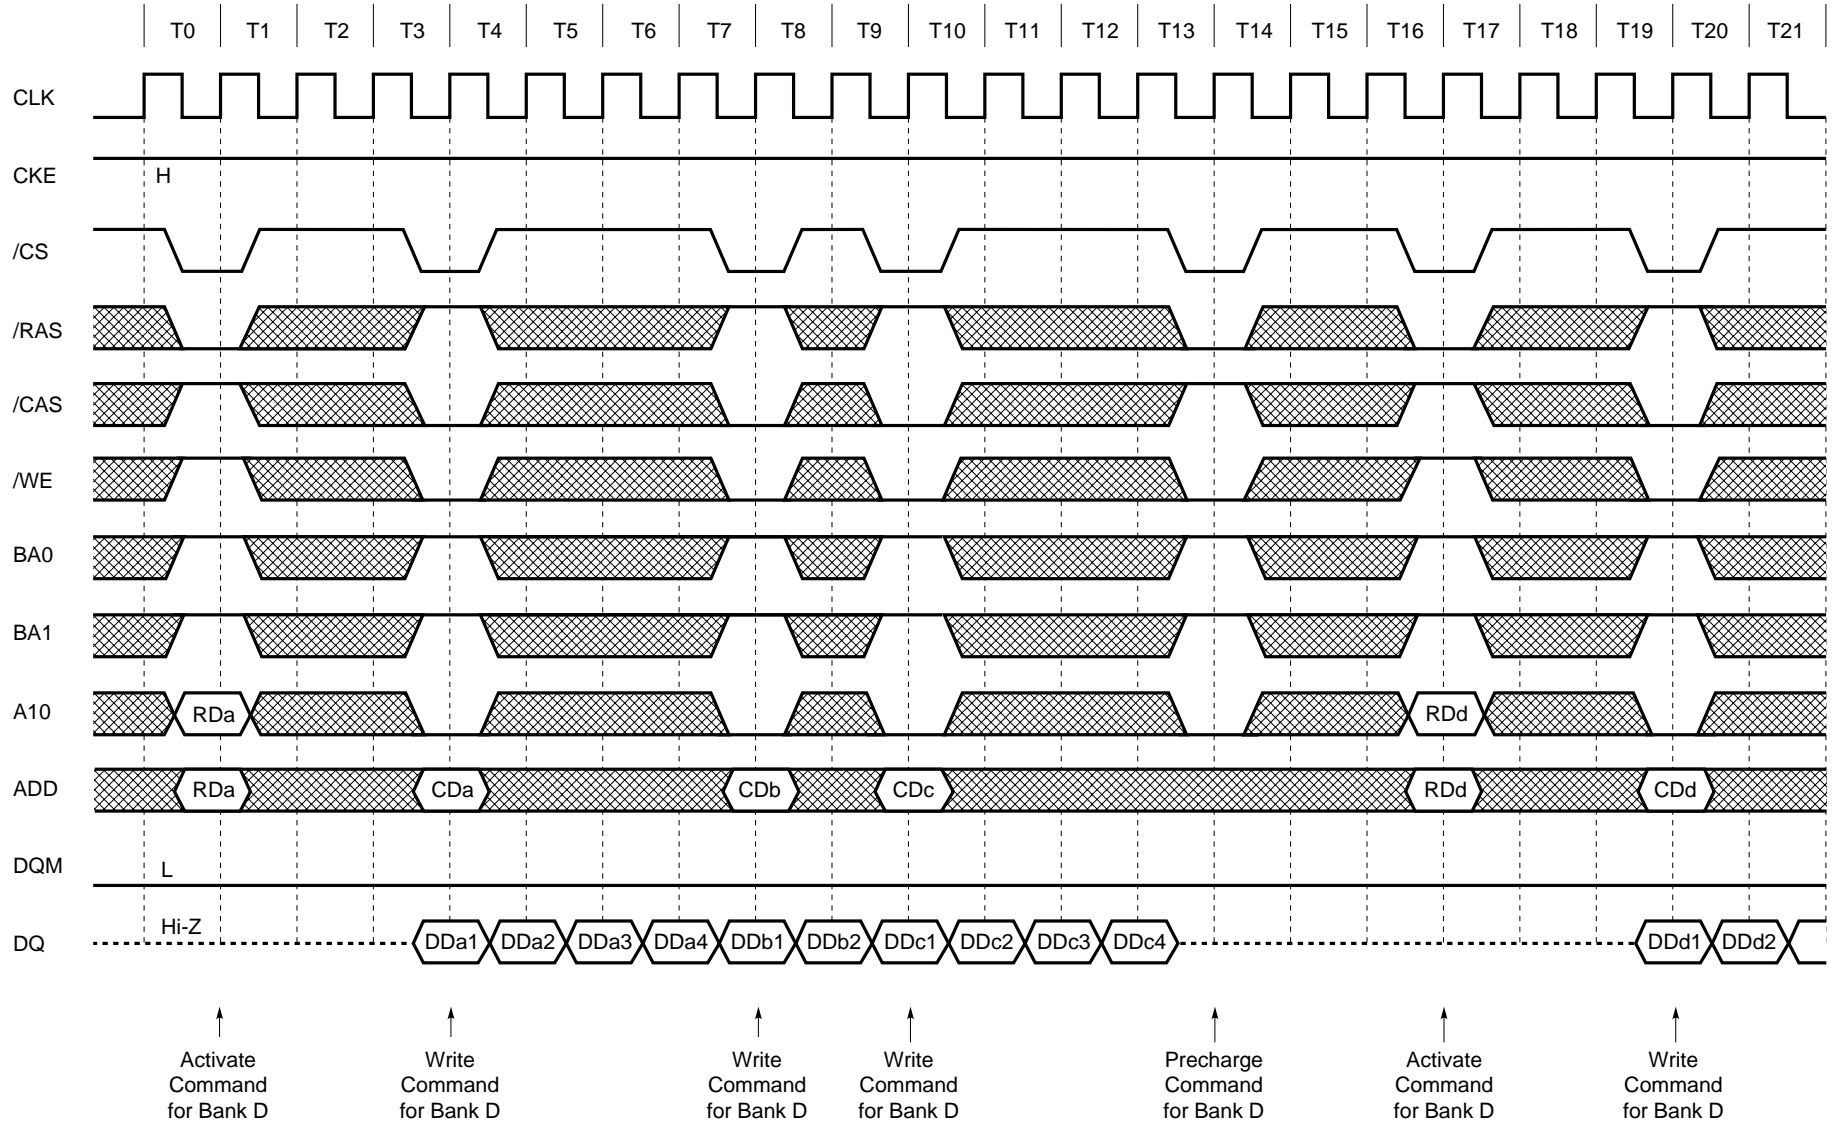 T0 T1 T2 T3 T4 T5 T6 T7 T8 T9 T10 T11 T12 T13 T14 T15 T16 T17 T18 T19 T20 T21
CLK
CKE H
/CS
/RAS
/CAS
/WE
BA0
BA1
A10 RDa RDd
ADD RDa CDa CDb CDc RDd CDd
DQM L
DQ Hi-Z DDa1 DDa2 DDa3 DDa4 DDb1 DDb2 DDc1 DDc2 DDc3 DDc4 DDd1 DDd2
Activate
Command
for Bank D
Write
Command
for Bank D
Write
Command
for Bank D
Write
Command
for Bank D
Precharge
Command
for Bank D
Activate
Command
for Bank D
Write
Command
for Bank D